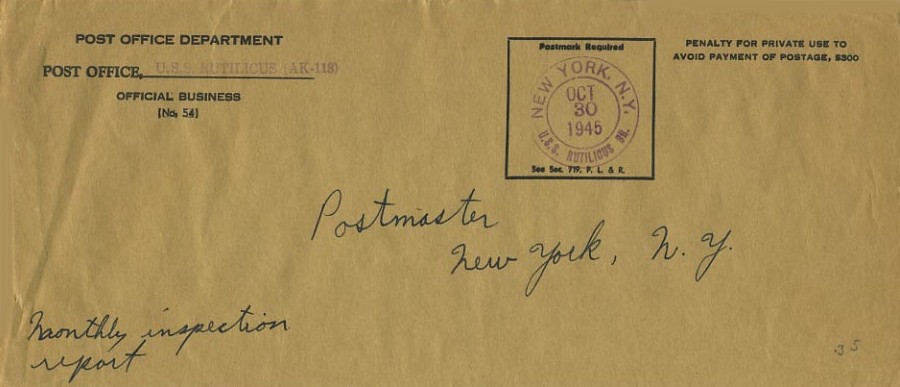 POST OFFICE DEPARTMENT
POST OFFICE, U.S.S. RUTILICUS (AK-113)
OFFICIAL BUSINESS
(No. 54)
Postmark Required
NEW YORK, N.Y.
OCT
30
1945
U.S.S. RUTILICUS BR.
See Sec. 719, P. L. & R.
PENALTY FOR PRIVATE USE TO
AVOID PAYMENT OF POSTAGE, $300
Postmaster
New York, N. Y.
Monthly inspection
report
35